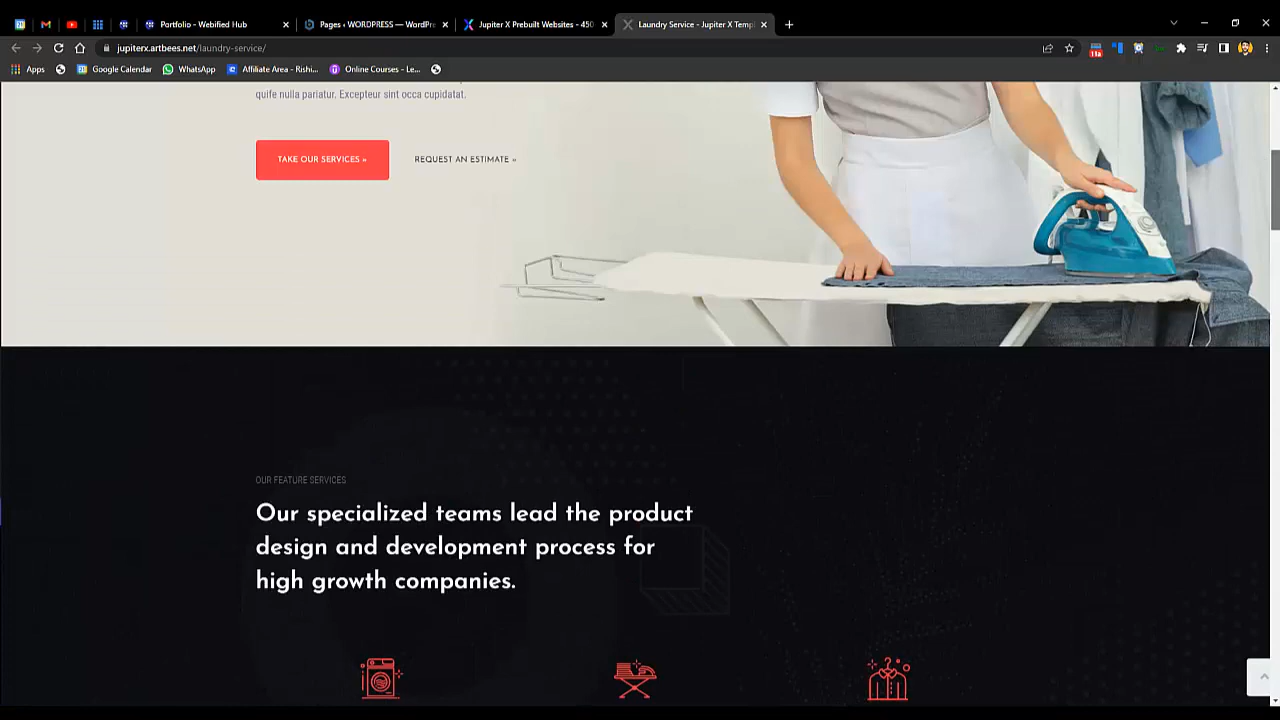 Portfolio - Webified Hub
Pages ‹ WORDPRESS — WordPr
Jupiter X Prebuilt Websites - 450
Laundry Service - Jupiter X Temp
jupiterx.artbees.net/laundry-service/
Apps
Google Calendar
WhatsApp
Affiliate Area - Rishi...
Online Courses - Le...
quife nulla pariatur. Excepteur sint occa cupidatat.
TAKE OUR SERVICES »
REQUEST AN ESTIMATE »
OUR FEATURE SERVICES
Our specialized teams lead the product
design and development process for
high growth companies.